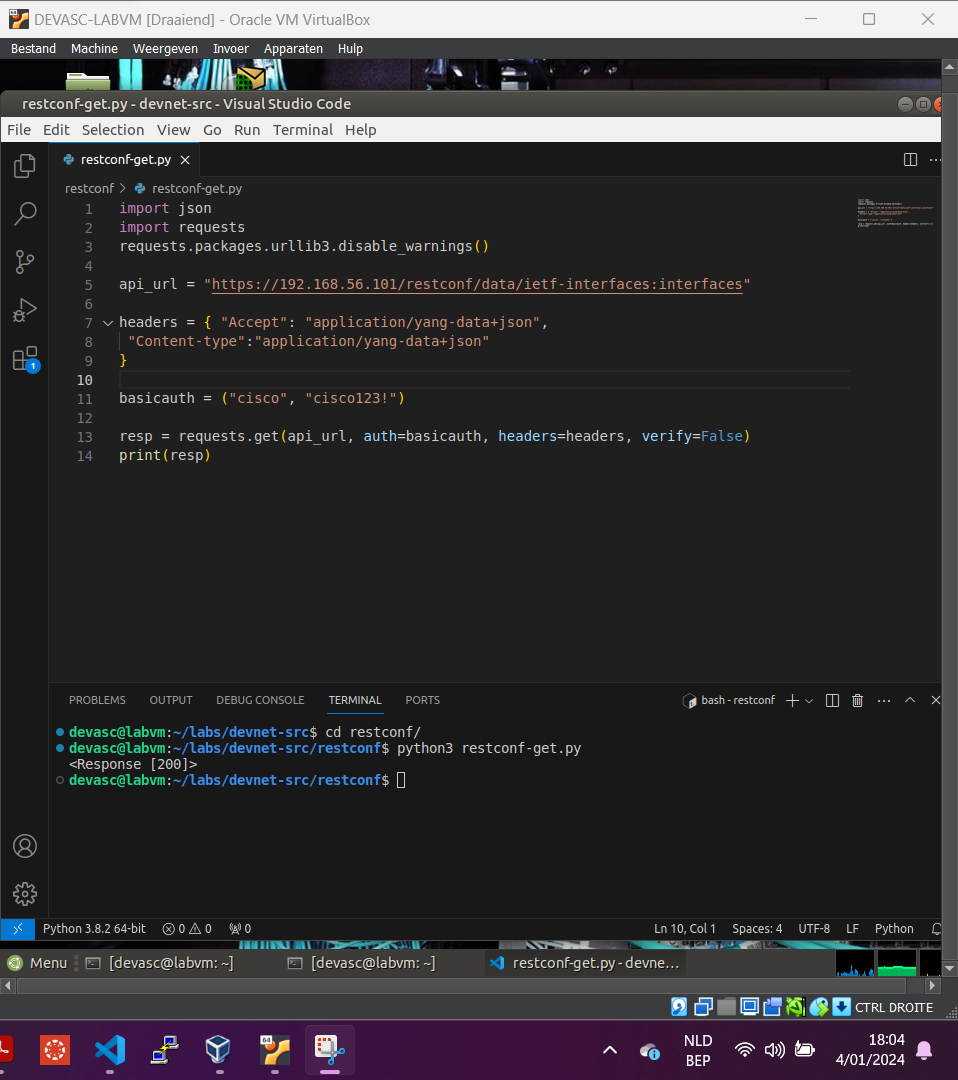 DEVASC-LABVM [Draaiend] - Oracle VM VirtualBox
Bestand Machine Weergeven Invoer Apparaten Hulp
restconf-get.py - devnet-src - Visual Studio Code
File Edit Selection View Go Run Terminal Help
restconf-get.py
restconf > restconf-get.py
1 import json
2 import requests
3 requests.packages.urllib3.disable_warnings()
4
5 api_url = "https://192.168.56.101/restconf/data/ietf-interfaces:interfaces"
6
7 headers = { "Accept": "application/yang-data+json",
8 "Content-type":"application/yang-data+json"
9 }
10
11 basicauth = ("cisco", "cisco123!")
12
13 resp = requests.get(api_url, auth=basicauth, headers=headers, verify=False)
14 print(resp)
1
PROBLEMS OUTPUT DEBUG CONSOLE TERMINAL PORTS bash - restconf
devasc@labvm:~/labs/devnet-src$ cd restconf/
devasc@labvm:~/labs/devnet-src/restconf$ python3 restconf-get.py
<Response [200]>
devasc@labvm:~/labs/devnet-src/restconf$
Python 3.8.2 64-bit 0 0 0 Ln 10, Col 1 Spaces: 4 UTF-8 LF Python
Menu [devasc@labvm: ~] [devasc@labvm: ~] restconf-get.py - devne...
CTRL DROITE
64
NLD
BEP
18:04
4/01/2024